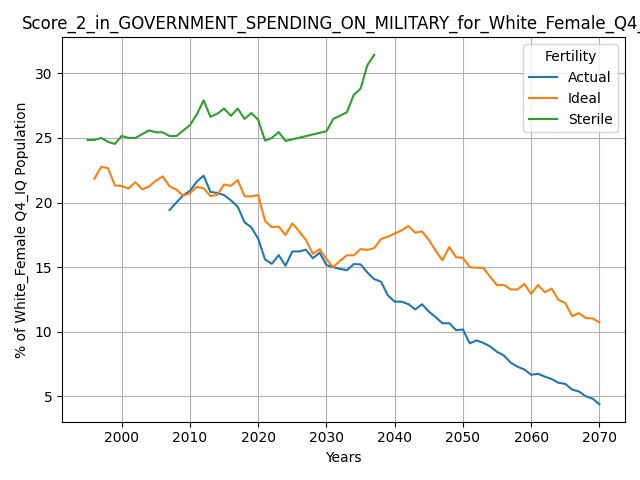 Score_2_in_GOVERNMENT_SPENDING_ON_MILITARY_for_White_Female_Q4_
Fertility
Actual
Ideal
Sterile
% of White_Female Q4_IQ Population
30
25
20
15
10
5
2000 2010 2020 2030 2040 2050 2060 2070
Years